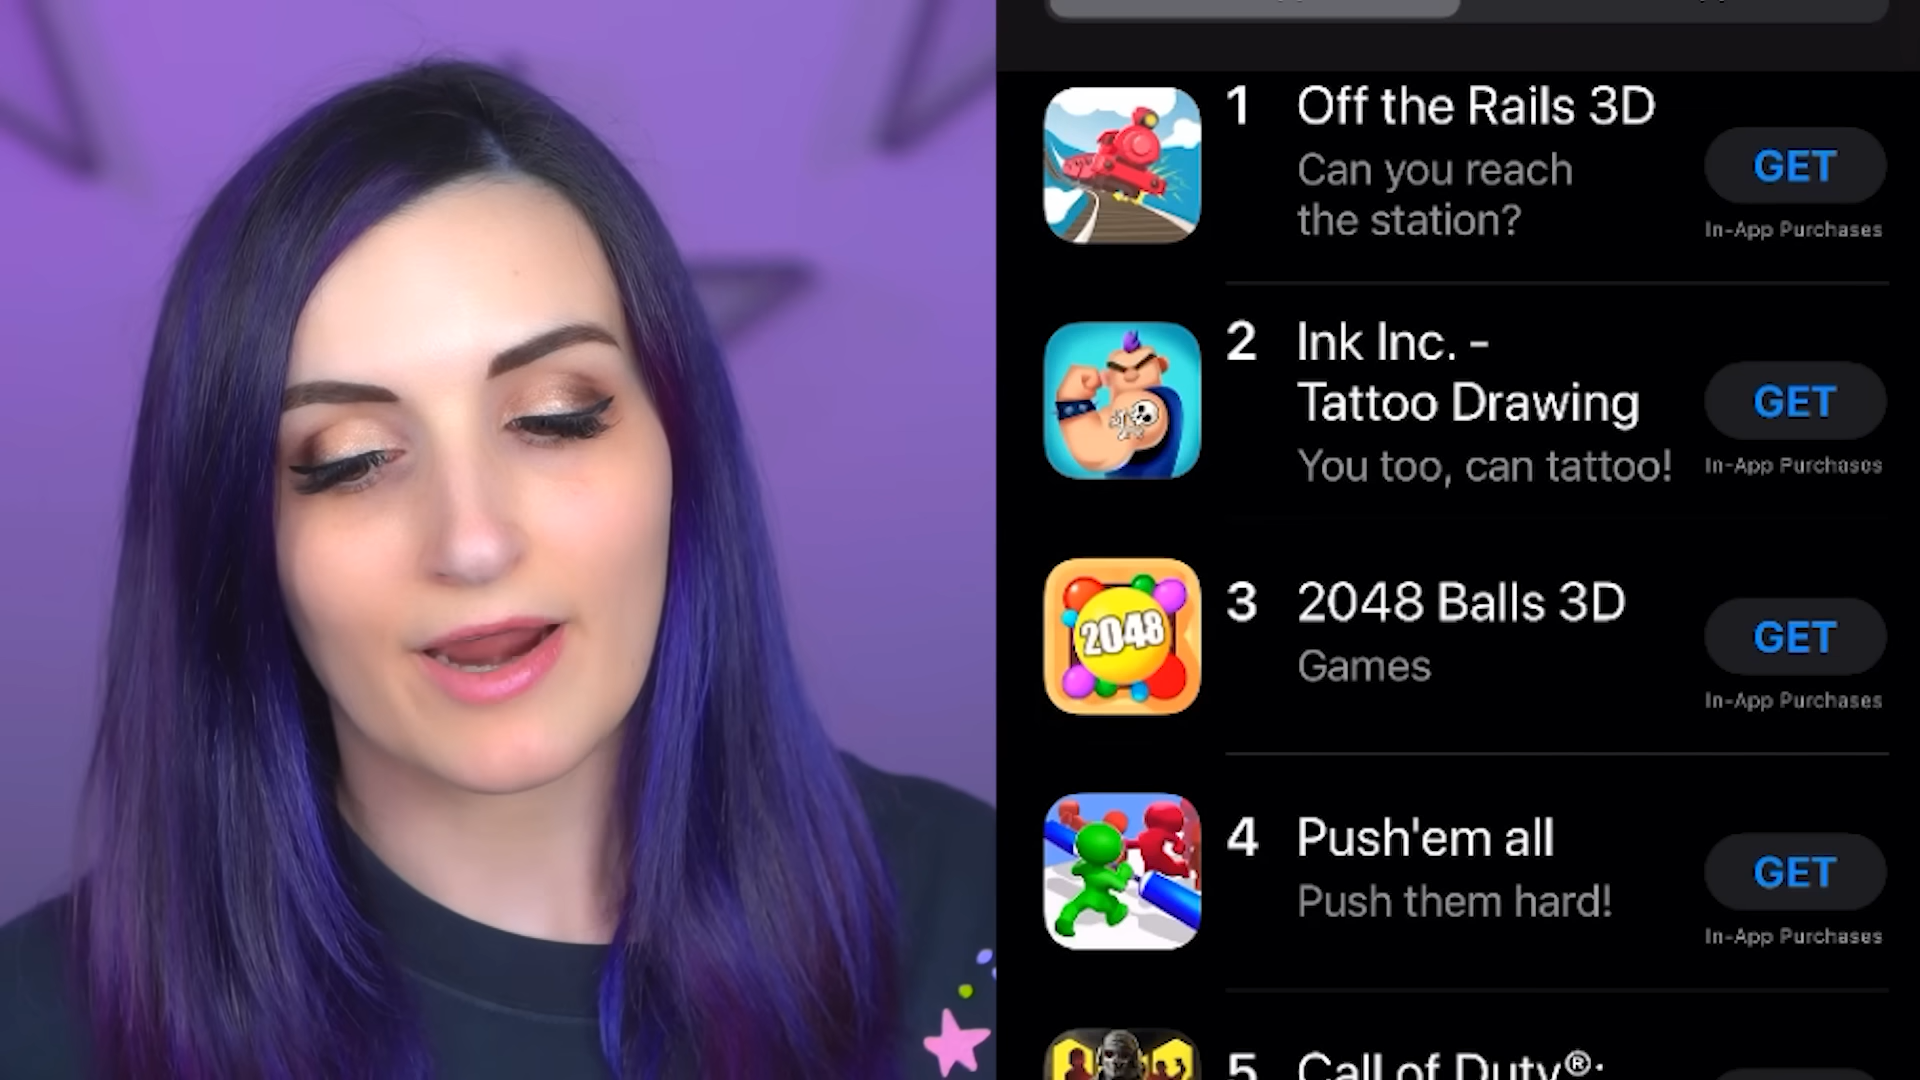 1 Off the Rails 3D
Can you reach
the station?
GET
In-App Purchases
2 Ink Inc. -
Tattoo Drawing
You too, can tattoo!
GET
In-App Purchases
2048
3 2048 Balls 3D
Games
GET
In-App Purchases
4 Push'em all
Push them hard!
GET
In-App Purchases
5 Call of Duty®: